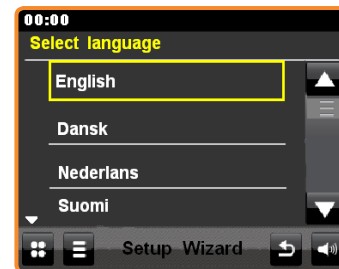 00:00
Select language
English
Dansk
Nederlans
Suomi
Setup Wizard